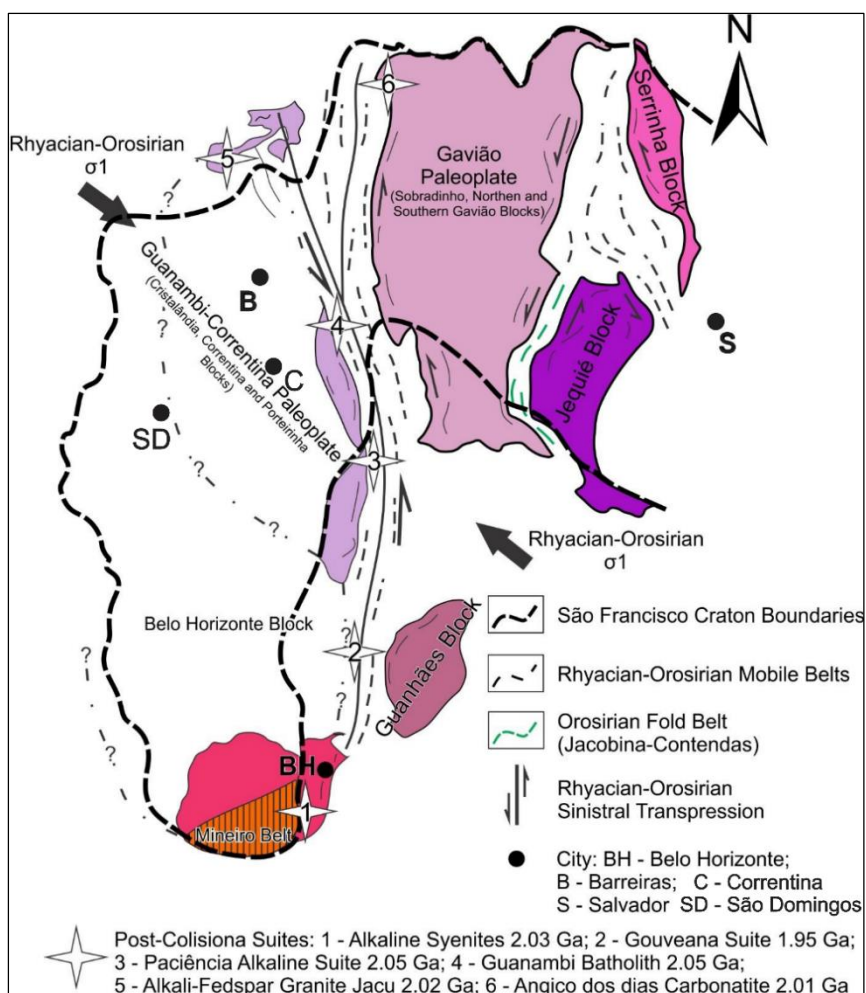 N
6
Rhyacian-Orosirian
σ1
5
Gavião
Paleoplate
(Sobradinho, Northen and
Southern Gavião Blocks)
Serrinha Block
?
B
Guanambi-Correntina Paleoplate
(Cristalândia, Correntina and Porteirinha
Blocks)
4
S
C
Jequié Block
?
SD
?
3
?
Rhyacian-Orosirian
σ1
Belo Horizonte Block
?
2
Guanhães Block
?
?
?
BH
1
Mineiro Belt
São Francisco Craton Boundaries
Rhyacian-Orosirian Mobile Belts
Orosirian Fold Belt
(Jacobina-Contendas)
Rhyacian-Orosirian
Sinistral Transpression
City: BH - Belo Horizonte;
B - Barreiras; C - Correntina
S - Salvador SD - São Domingos
Post-Colisiona Suites: 1 - Alkaline Syenites 2.03 Ga; 2 - Gouveana Suite 1.95 Ga;
3 - Paciência Alkaline Suite 2.05 Ga; 4 - Guanambi Batholith 2.05 Ga;
5 - Alkali-Fedspar Granite Jacu 2.02 Ga; 6 - Angico dos dias Carbonatite 2.01 Ga